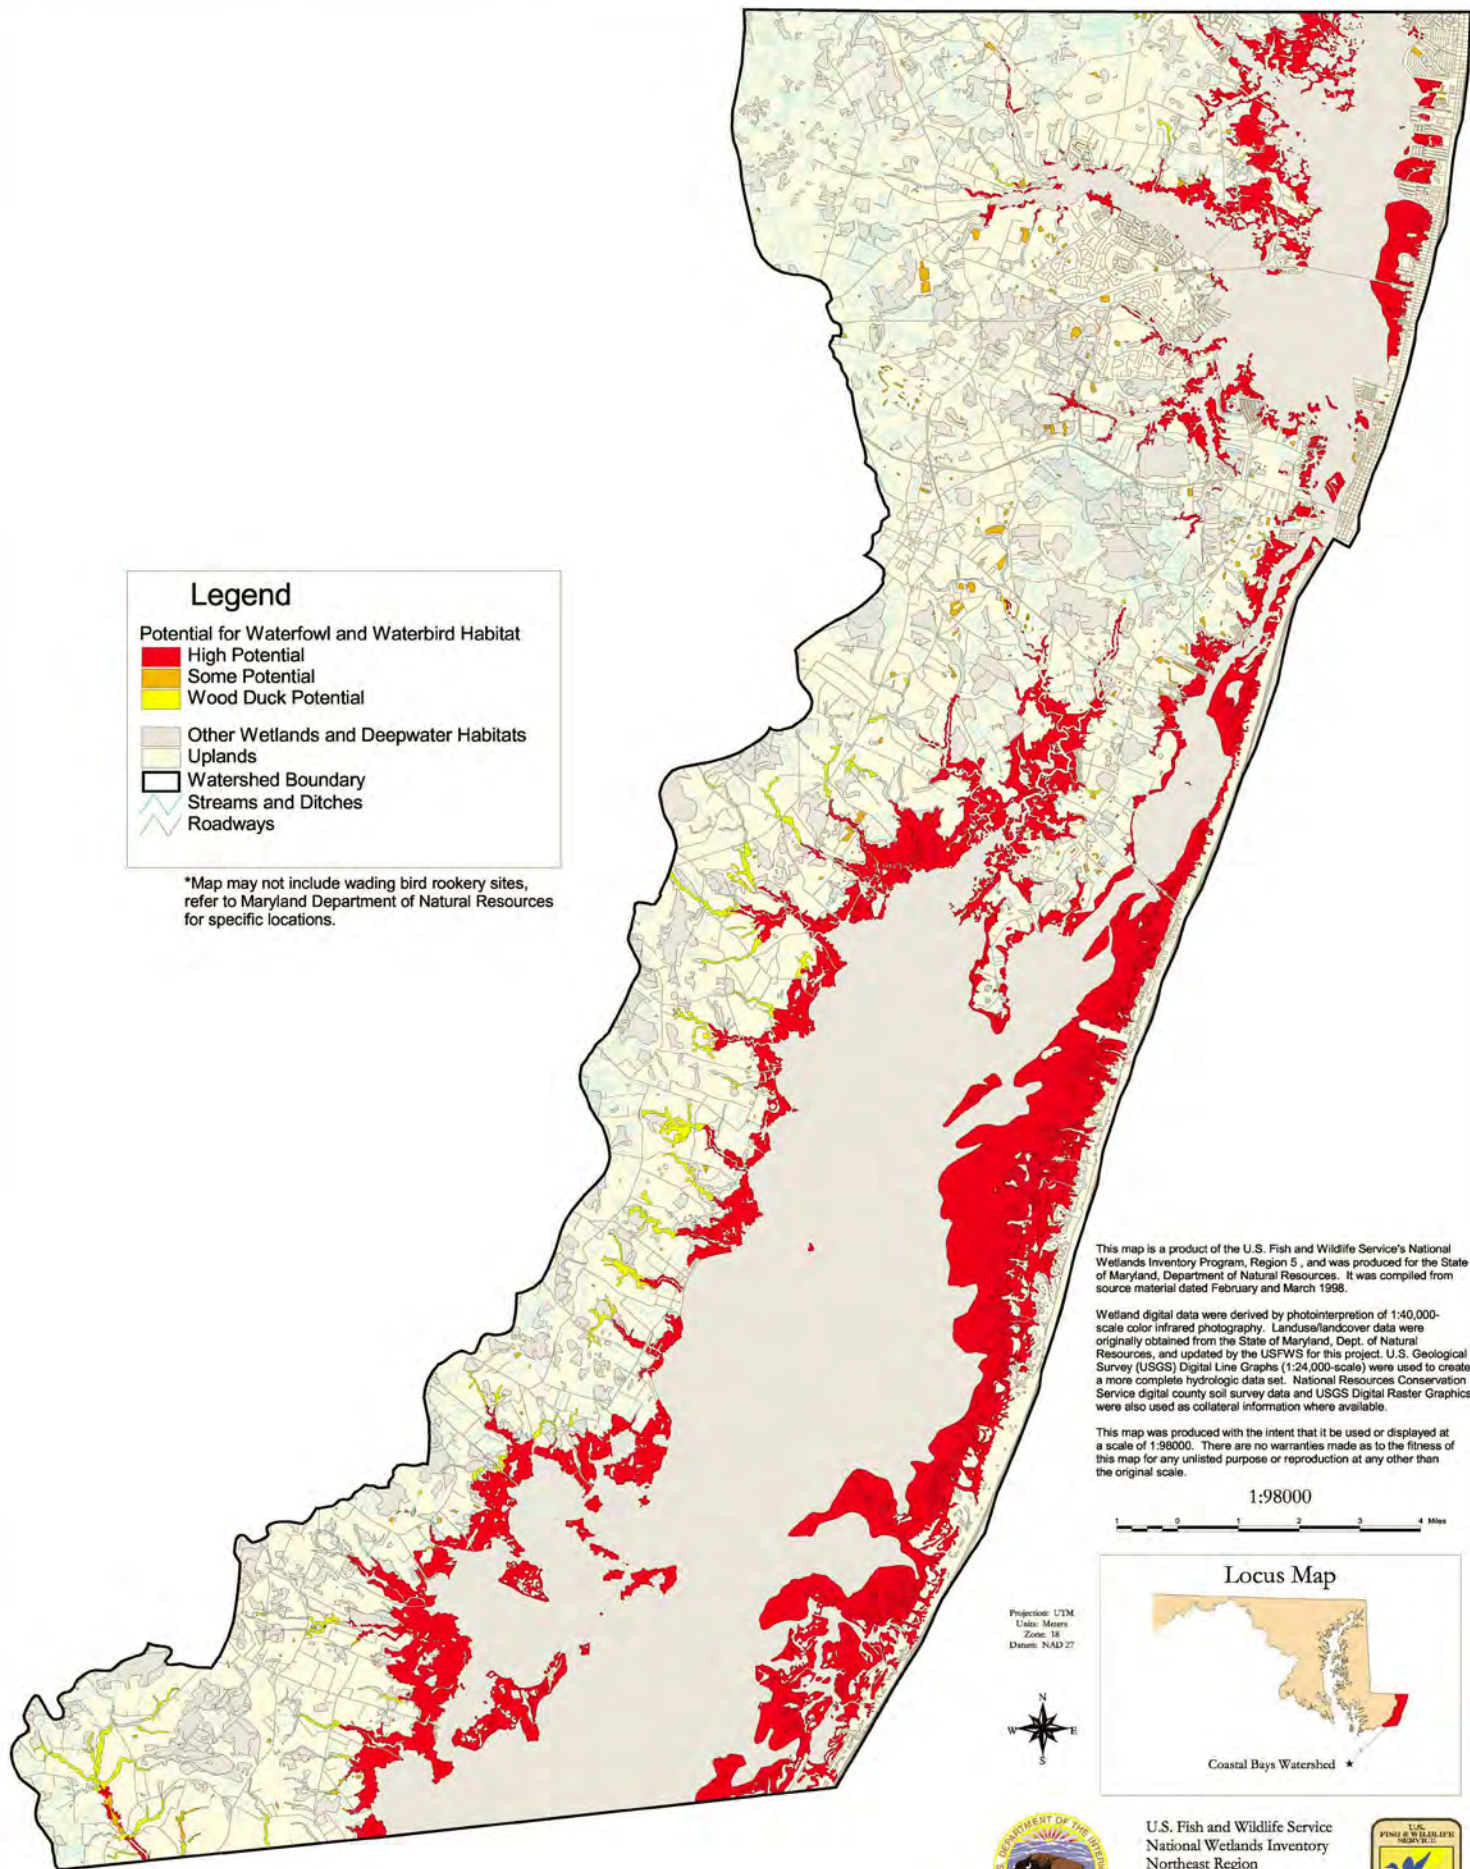 Legend
Potential for Waterfowl and Waterbird Habitat
High Potential
Some Potential
Wood Duck Potential
Other Wetlands and Deepwater Habitats
Uplands
Watershed Boundary
Streams and Ditches
Roadways
*Map may not include wading bird rookery sites,
refer to Maryland Department of Natural Resources
for specific locations.
This map is a product of the U.S. Fish and Wildlife Service's National
Wetlands Inventory Program, Region 5 , and was produced for the State
of Maryland, Department of Natural Resources. It was compiled from
source material dated February and March 1998.
Wetland digital data were derived by photointerpretion of 1:40,000-
scale color infrared photography. Landuse/landcover data were
originally obtained from the State of Maryland, Dept. of Natural
Resources, and updated by the USFWS for this project. U.S. Geological
Survey (USGS) Digital Line Graphs (1:24,000-scale) were used to create
a more complete hydrologic data set. National Resources Conservation
Service digital county soil survey data and USGS Digital Raster Graphics
were also used as collateral information where available.
This map was produced with the intent that it be used or displayed at
a scale of 1:98000. There are no warranties made as to the fitness of
this map for any unlisted purpose or reproduction at any other than
the original scale.
1:98000
1 0 1 2 3 4 Miles
Locus Map
Coastal Bays Watershed
Projection: UTM
Units: Meters
Zone: 18
Datum: NAD 27
N
W E
S
DEPARTMENT OF THE INTERIOR
U.S. Fish and Wildlife Service
National Wetlands Inventory
Northeast Region
U.S.
FISH & WILDLIFE
SERVICE